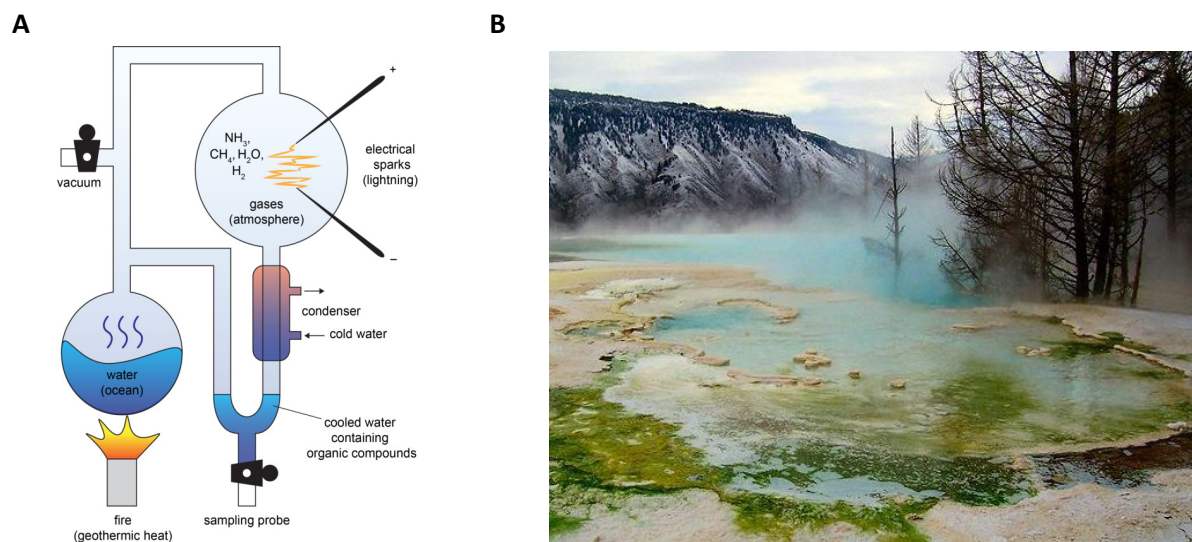 A
B
+
NH3,
CH4, H2O,
H2
electrical
sparks
(lightning)
gases
(atmosphere)
–
vacuum
condenser
cold water
water
(ocean)
cooled water
containing
organic compounds
fire
(geothermic heat)
sampling probe